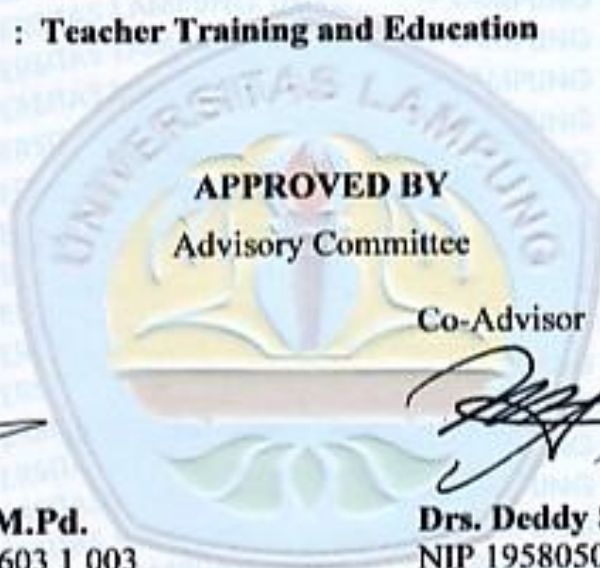 : Teacher Training and Education
UNIVERSITAS LAMPUNG
APPROVED BY
Advisory Committee
Co-Advisor
M.Pd.
Drs. Deddy
603 1 003
NIP 1958050